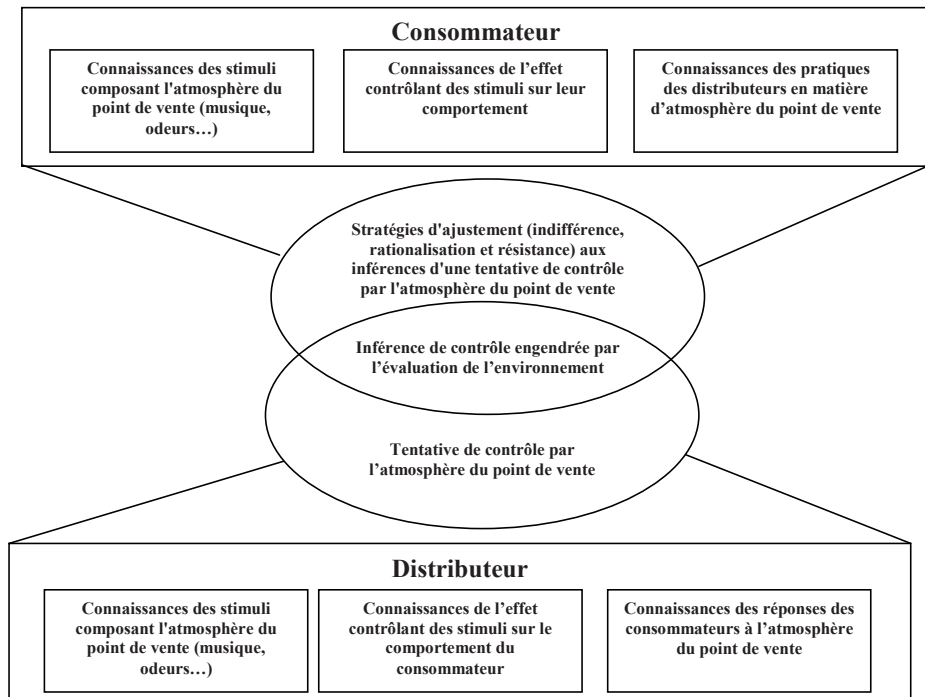 Consommateur
Connaissances des stimuli
composant l'atmosphère du
point de vente (musique,
odeurs…)
Connaissances de l’effet
contrôlant des stimuli sur leur
comportement
Connaissances des pratiques
des distributeurs en matière
d’atmosphère du point de vente
Stratégies d'ajustement (indifférence,
rationalisation et résistance) aux
inférences d'une tentative de contrôle
par l'atmosphère du point de vente
Inférence de contrôle engendrée par
l’évaluation de l’environnement
Tentative de contrôle par
l’atmosphère du point de vente
Distributeur
Connaissances des stimuli
composant l'atmosphère du
point de vente (musique,
odeurs…)
Connaissances de l’effet
contrôlant des stimuli sur le
comportement du
consommateur
Connaissances des réponses des
consommateurs à l’atmosphère
du point de vente